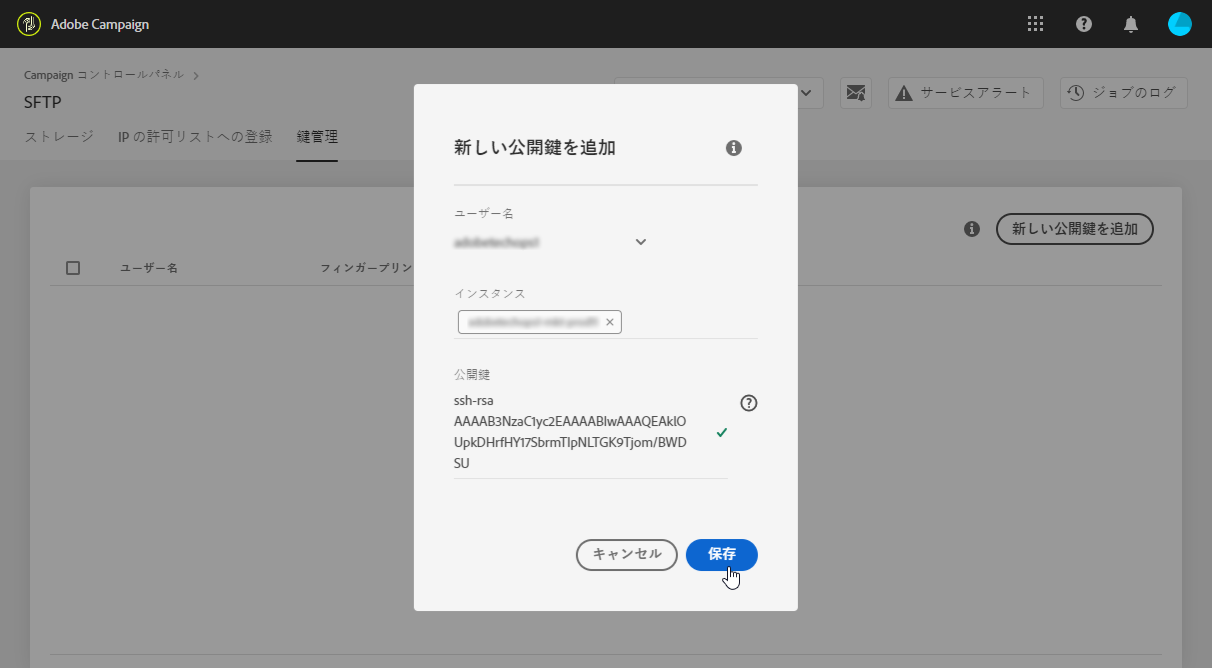 Adobe Campaign
Campaign コントロールパネル
SFTP
サービスアラート
ジョブのログ
ストレージ IP の許可リストへの登録 鍵管理
新しい公開鍵を追加
ユーザー名 フィンガープリン
新しい公開鍵を追加
ユーザー名
インスタンス
公開鍵
ssh-rsa
AAAAB3NzaC1yc2EAAAABIwAAAQEAklO
UpkDHrfHY17SbrmTIpNLTGK9Tjom/BWD
SU
キャンセル 保存